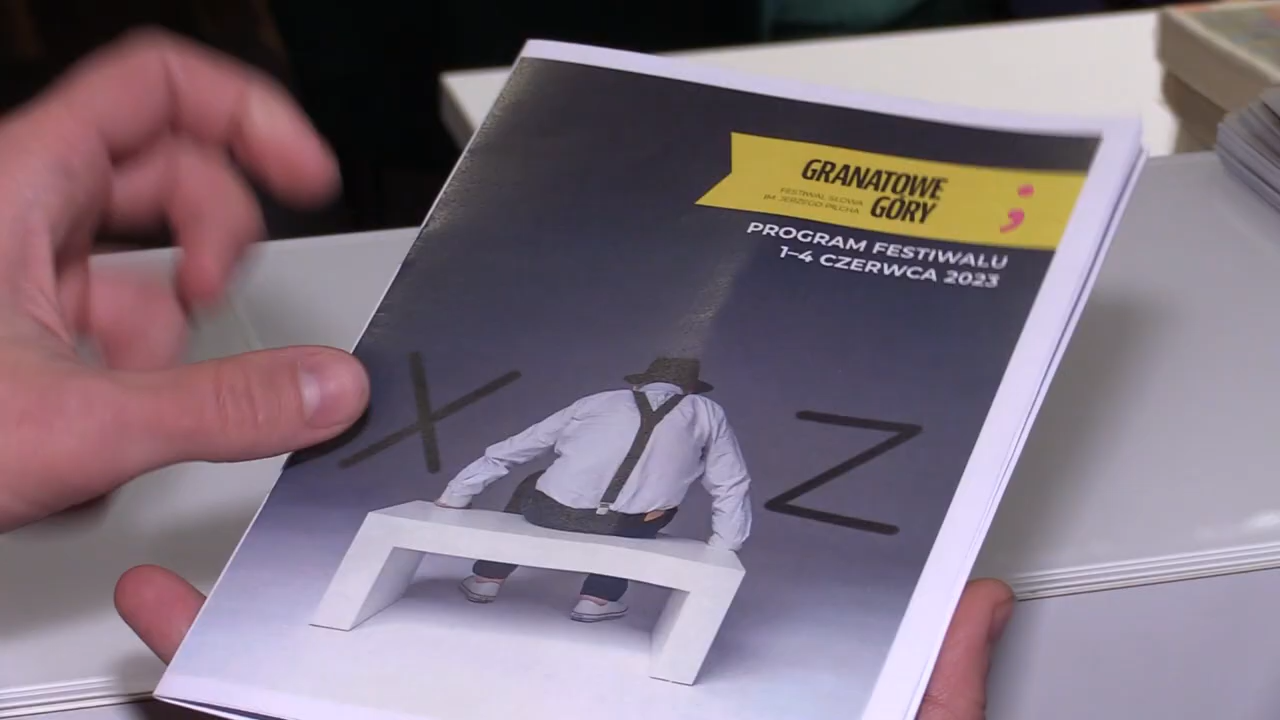 GRANATOWE
GÓRY
FESTIWAL SŁOWA
IM. JERZEGO PILCHA
;
PROGRAM FESTIWALU
1–4 CZERWCA 2023
X Z